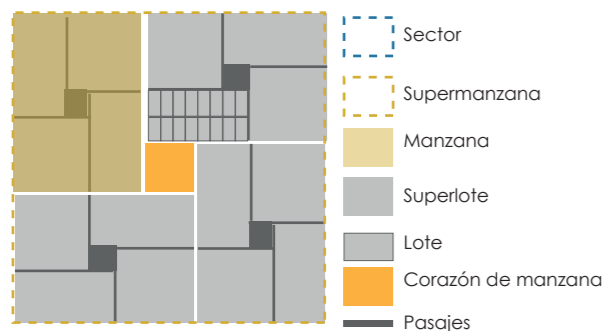 Sector
Supermanzana
Manzana
Superlote
Lote
Corazón de manzana
Pasajes